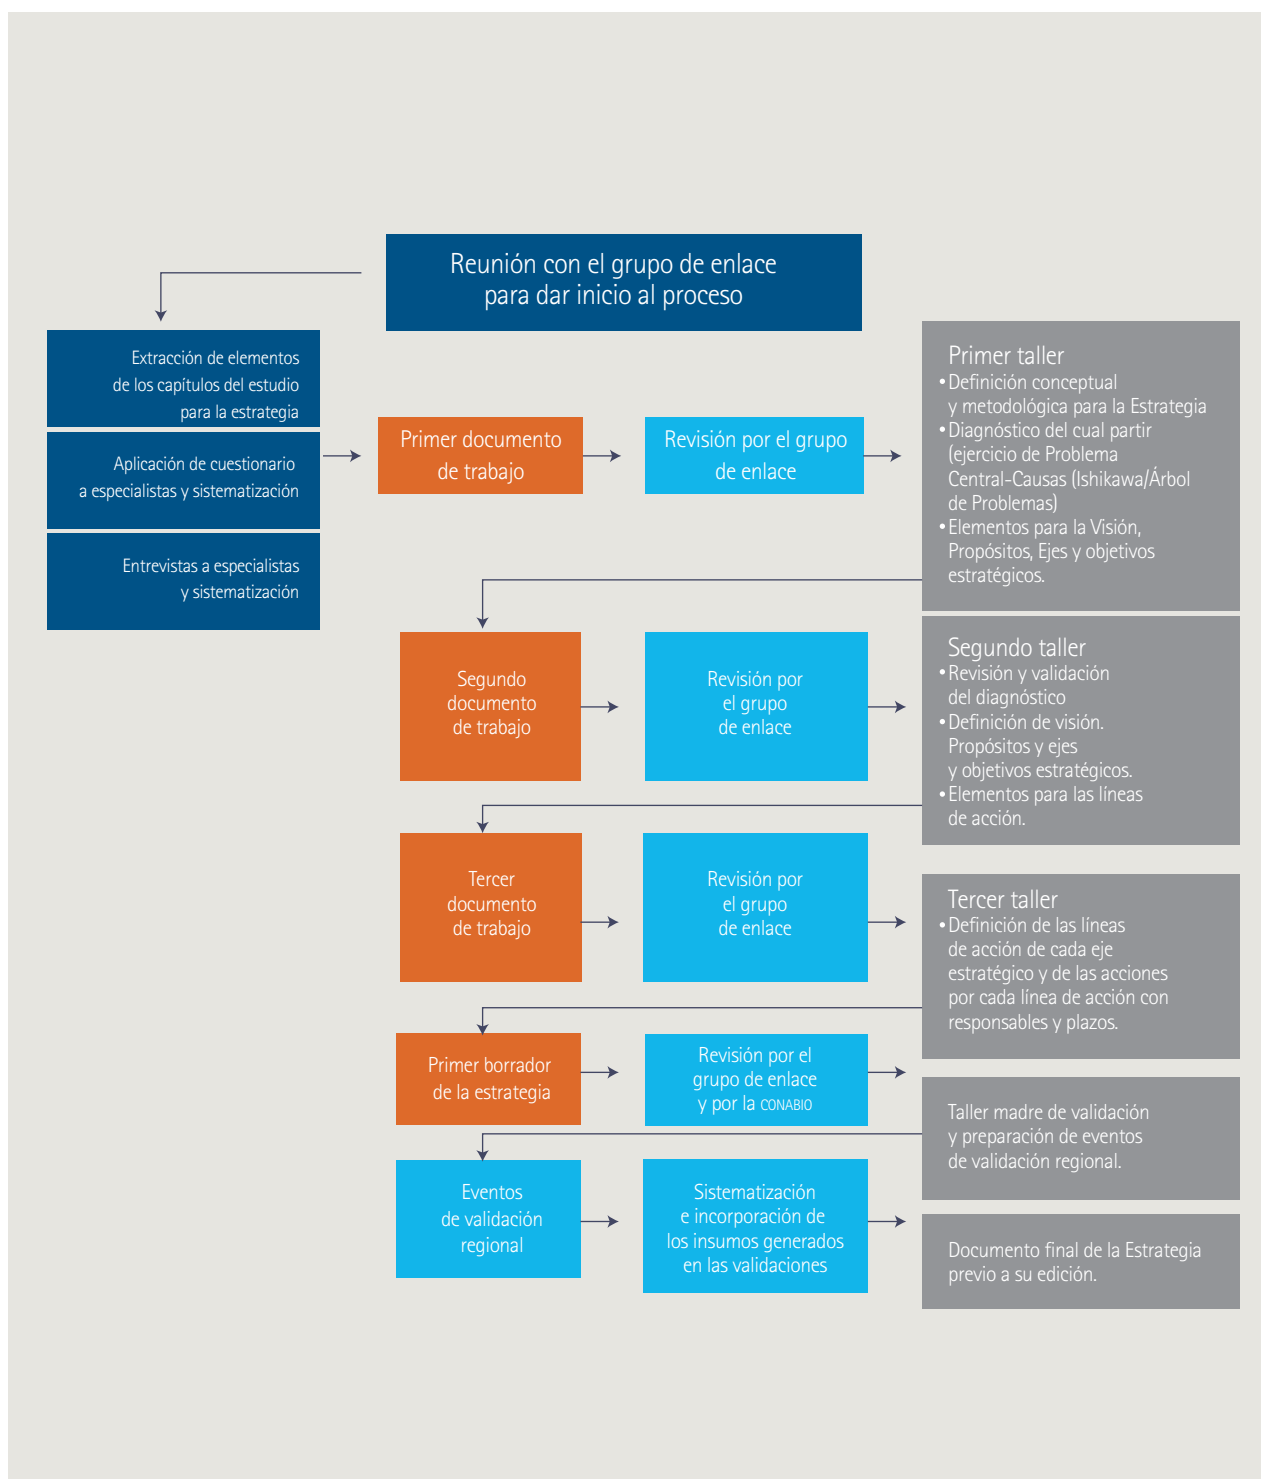 Reunión con el grupo de enlace
para dar inicio al proceso
Extracción de elementos
de los capítulos del estudio
para la estrategia
Aplicación de cuestionario
a especialistas y sistematización
Entrevistas a especialistas
y sistematización
Primer documento
de trabajo
Revisión por el grupo
de enlace
Primer taller
• Definición conceptual
y metodológica para la Estrategia
• Diagnóstico del cual partir
(ejercicio de Problema
Central-Causas (Ishikawa/Árbol
de Problemas)
• Elementos para la Visión,
Propósitos, Ejes y objetivos
estratégicos.
Segundo
documento
de trabajo
Revisión por
el grupo
de enlace
Segundo taller
• Revisión y validación
del diagnóstico
• Definición de visión.
Propósitos y ejes
y objetivos estratégicos.
• Elementos para las líneas
de acción.
Tercer
documento
de trabajo
Revisión por
el grupo
de enlace
Tercer taller
• Definición de las líneas
de acción de cada eje
estratégico y de las acciones
por cada línea de acción con
responsables y plazos.
Primer borrador
de la estrategia
Revisión por el
grupo de enlace
y por la CONABIO
Taller madre de validación
y preparación de eventos
de validación regional.
Eventos
de validación
regional
Sistematización
e incorporación de
los insumos generados
en las validaciones
Documento final de la Estrategia
previo a su edición.